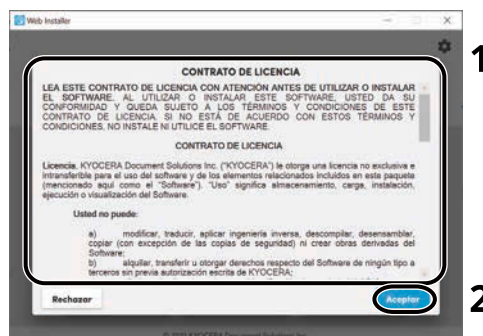 Web Installer
1
CONTRATO DE LICENCIA
LEA ESTE CONTRATO DE LICENCIA CON ATENCIÓN ANTES DE UTILIZAR O INSTALAR
EL SOFTWARE. AL UTILIZAR O INSTALAR ESTE SOFTWARE, USTED DA SU
CONFORMIDAD Y QUEDA SUJETO A LOS TÉRMINOS Y CONDICIONES DE ESTE
CONTRATO DE LICENCIA. SI NO ESTÁ DE ACUERDO CON ESTOS TÉRMINOS Y
CONDICIONES, NO INSTALE NI UTILICE EL SOFTWARE.
CONTRATO DE LICENCIA
Licencia. KYOCERA Document Solutions Inc. ("KYOCERA") le otorga una licencia no exclusiva e
intransferible para el uso del software y de los elementos relacionados incluidos en este paquete
(mencionado aquí como el "Software"). "Uso" significa almacenamiento, carga, instalación,
ejecución o visualización del Software.
Usted no puede:
a) modificar, traducir, aplicar ingeniería inversa, descompilar, desensamblar,
copiar (con excepción de las copias de seguridad) ni crear obras derivadas del
Software;
b) alquilar, transferir u otorgar derechos respecto del Software de ningún tipo a
terceros sin previa autorización escrita de KYOCERA;
Rechazar
Aceptar
2
KYOCERA Document Solutions Inc.